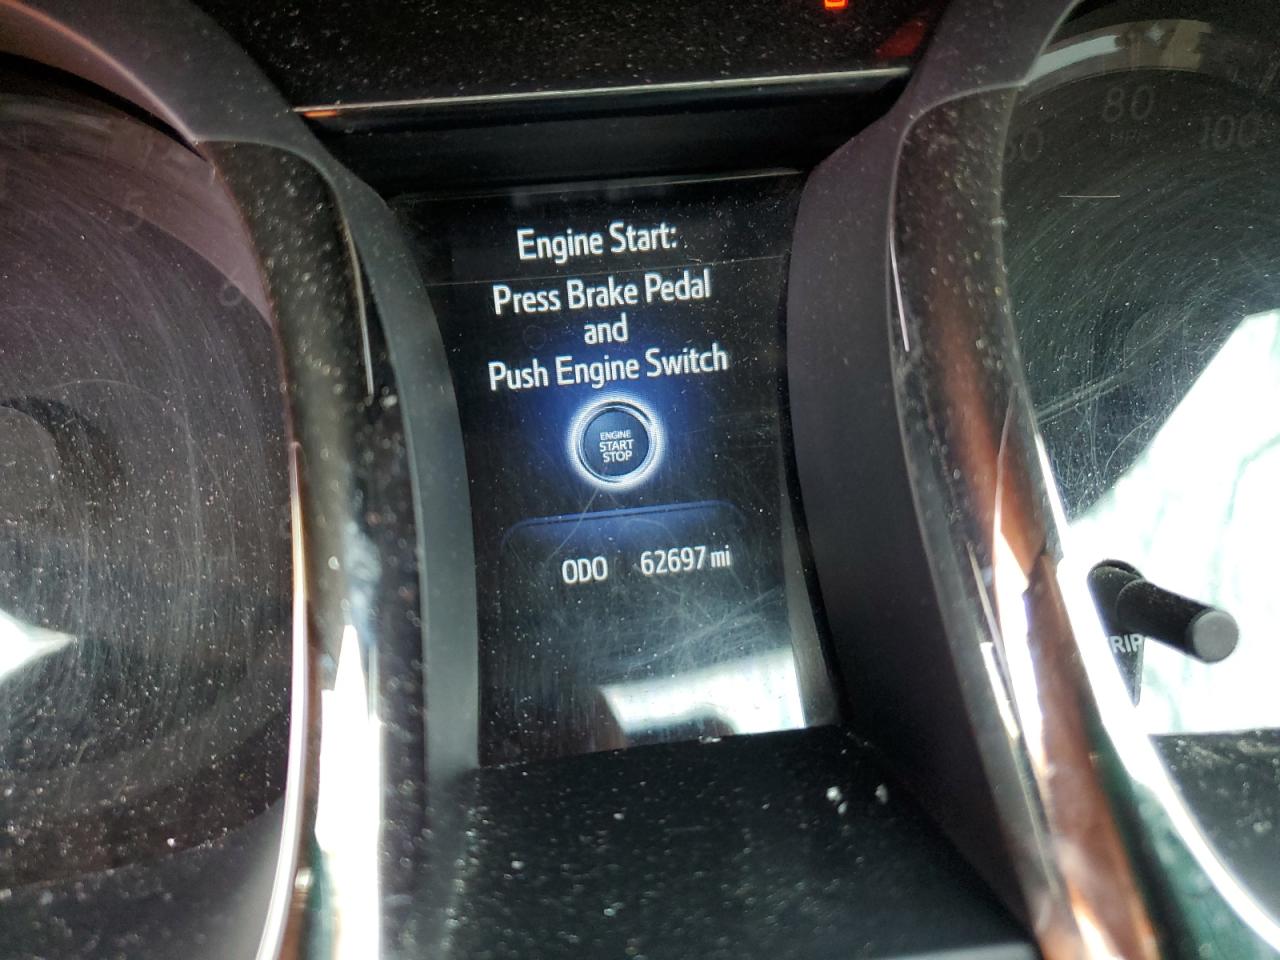 80
100
Engine Start:
Press Brake Pedal
and
Push Engine Switch
ENGINE
START
STOP
ODO 62697 mi